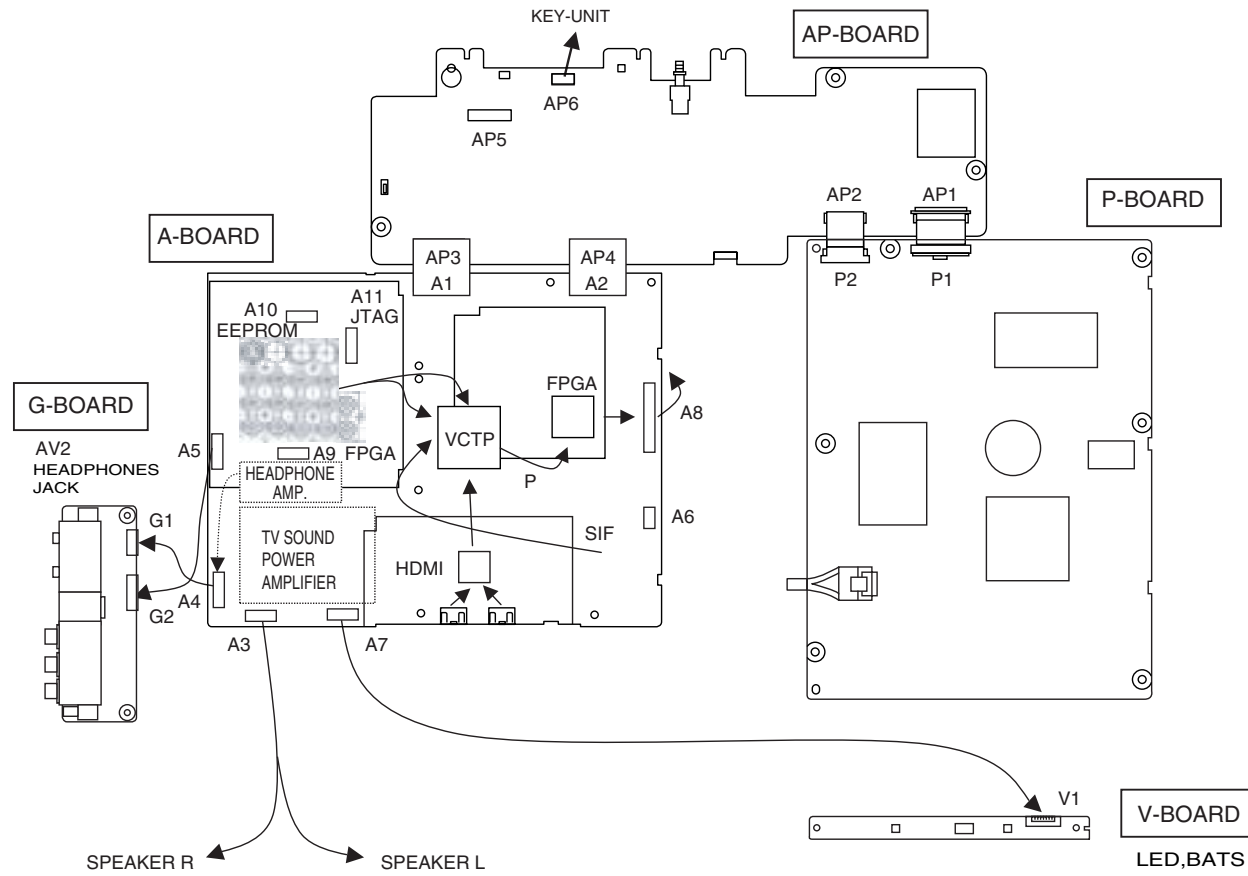 KEY-UNIT
AP-BOARD
AP6
AP5
AP2
AP1
P-BOARD
A-BOARD
AP3
AP4
A1
A2
P2
P1
A10
EEPROM
A11
JTAG
FPGA
G-BOARD
AV2
HEADPHONES
JACK
A5
A8
VCTP
A9
FPGA
HEADPHONE
AMP.
P
G1
A6
TV SOUND
POWER
AMPLIFIER
SIF
HDMI
A4
G2
A3
A7
V1
V-BOARD
SPEAKER R
SPEAKER L
LED,BATS